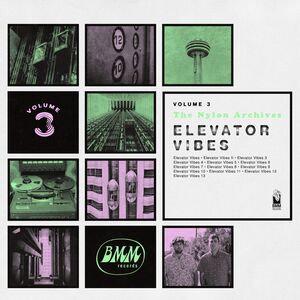 12
VOLUME
3
VOLUME 3
The Nylon Archives
ELEVATOR
VIBES
Elevator Vibes • Elevator Vibes II • Elevator Vibes 3
Elevator Vibes 4 • Elevator Vibes 5 • Elevator Vibes 6
Elevator Vibes 7 • Elevator Vibes 8 • Elevator Vibes 9
Elevator Vibes 10 • Elevator Vibes 11 • Elevator Vibes 12
Elevator Vibes 13
BMM
records